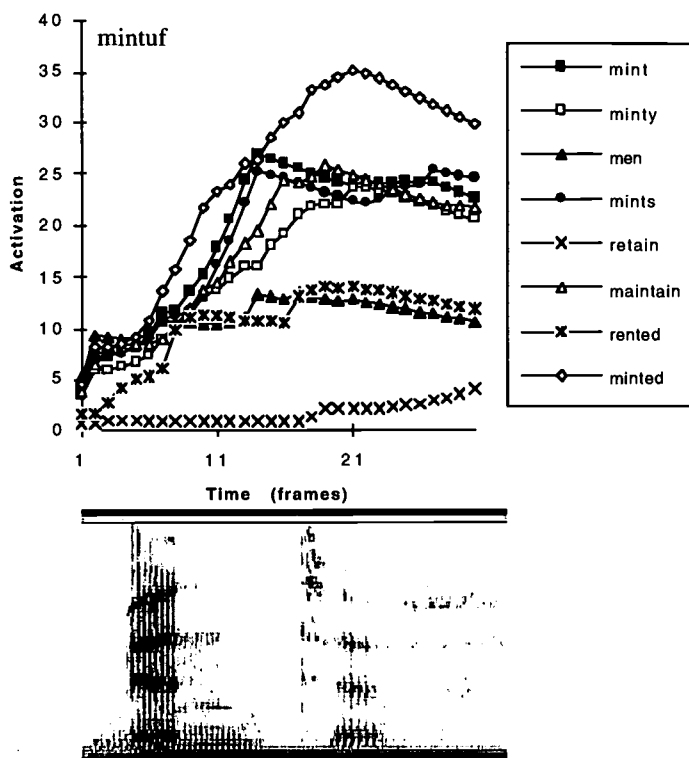 mintuf
40
35
30
25
20
15
10
5
0
Activation
1 11 21
Time (frames)
mint
minty
men
mints
retain
maintain
rented
minted